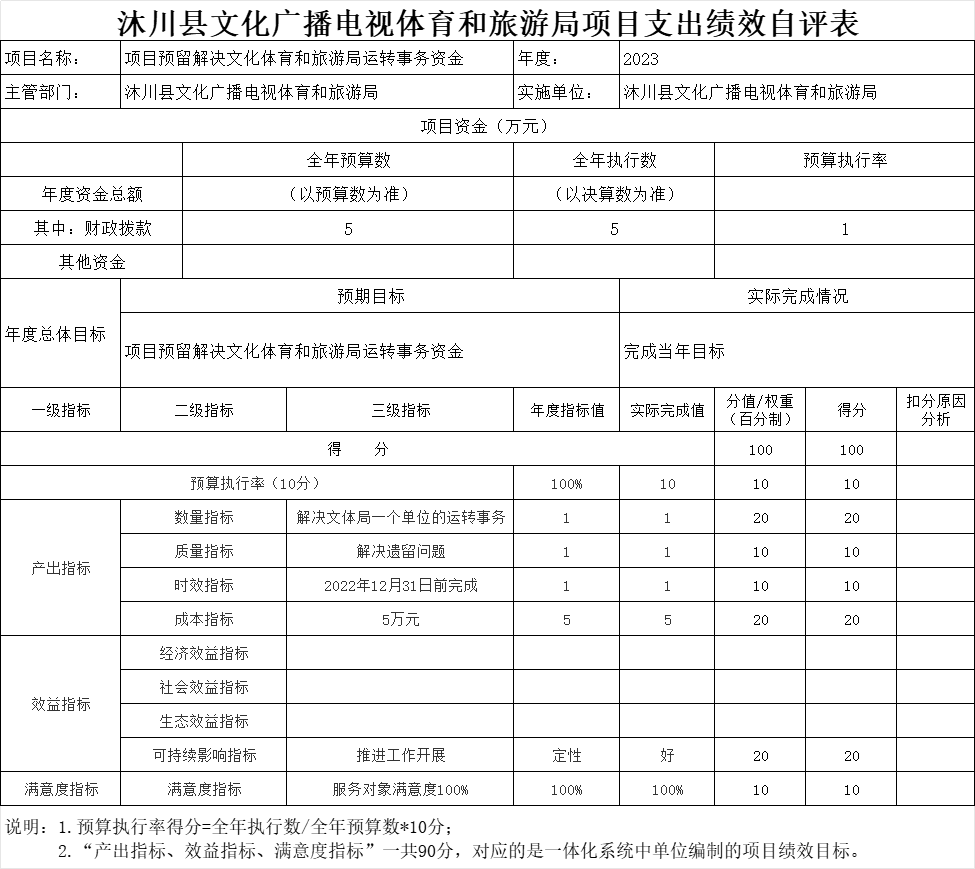 沐川县文化广播电视体育和旅游局项目支出绩效自评表
项目名称： 项目预留解决文化体育和旅游局运转事务资金 年度： 2023
主管部门： 沐川县文化广播电视体育和旅游局 实施单位： 沐川县文化广播电视体育和旅游局
项目资金（万元）
全年预算数 全年执行数 预算执行率
年度资金总额 （以预算数为准） （以决算数为准）
其中：财政拨款 5 5 1
其他资金
年度总体目标 预期目标 实际完成情况
项目预留解决文化体育和旅游局运转事务资金 完成当年目标
一级指标 二级指标 三级指标 年度指标值 实际完成值 分值/权重（百分制） 得分 扣分原因分析
得 分 100 100
预算执行率（10分） 100% 10 10 10
产出指标 数量指标 解决文体局一个单位的运转事务 1 1 20 20
质量指标 解决遗留问题 1 1 10 10
时效指标 2022年12月31日前完成 1 1 10 10
成本指标 5万元 5 5 20 20
效益指标 经济效益指标
社会效益指标
生态效益指标
可持续影响指标 推进工作开展 定性 好 20 20
满意度指标 满意度指标 服务对象满意度100% 100% 100% 10 10
说明：1.预算执行率得分=全年执行数/全年预算数*10分；
2.“产出指标、效益指标、满意度指标”一共90分，对应的是一体化系统中单位编制的项目绩效目标。